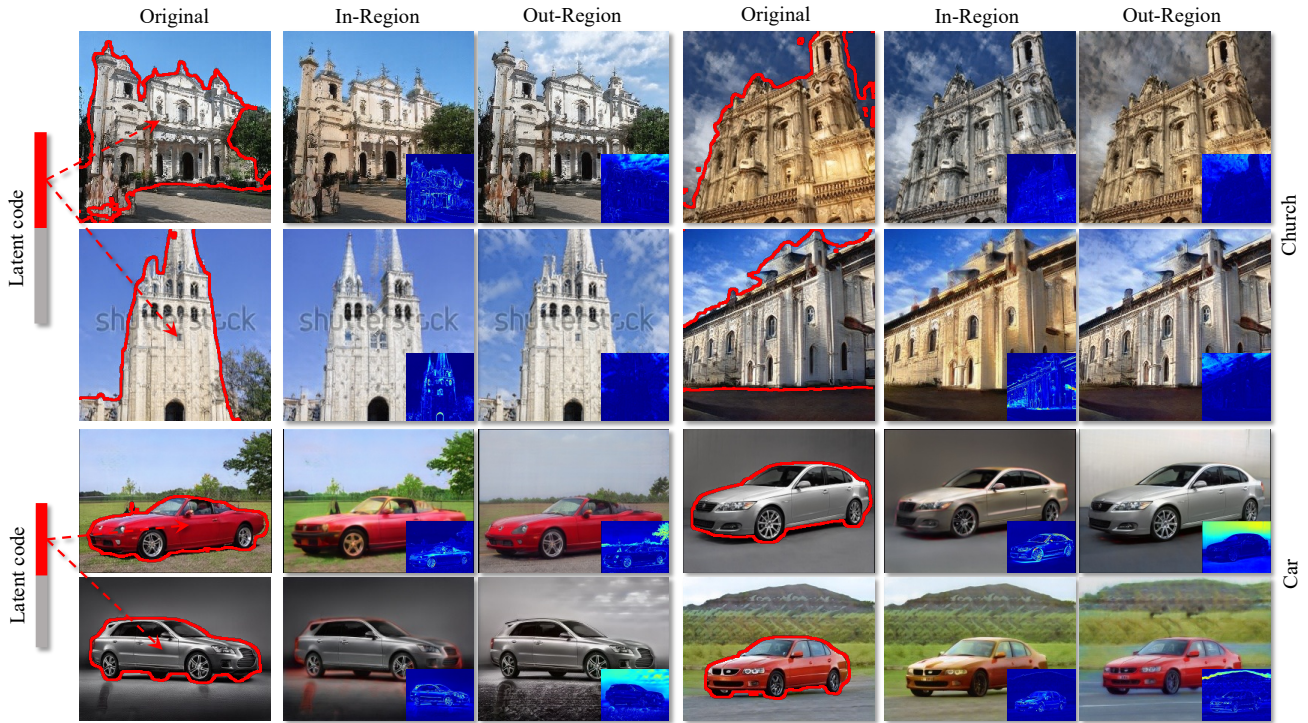 Original In-Region Out-Region Original In-Region Out-Region
Latent code
Church
shutterstock shutterstock shutterstock
Latent code
Car